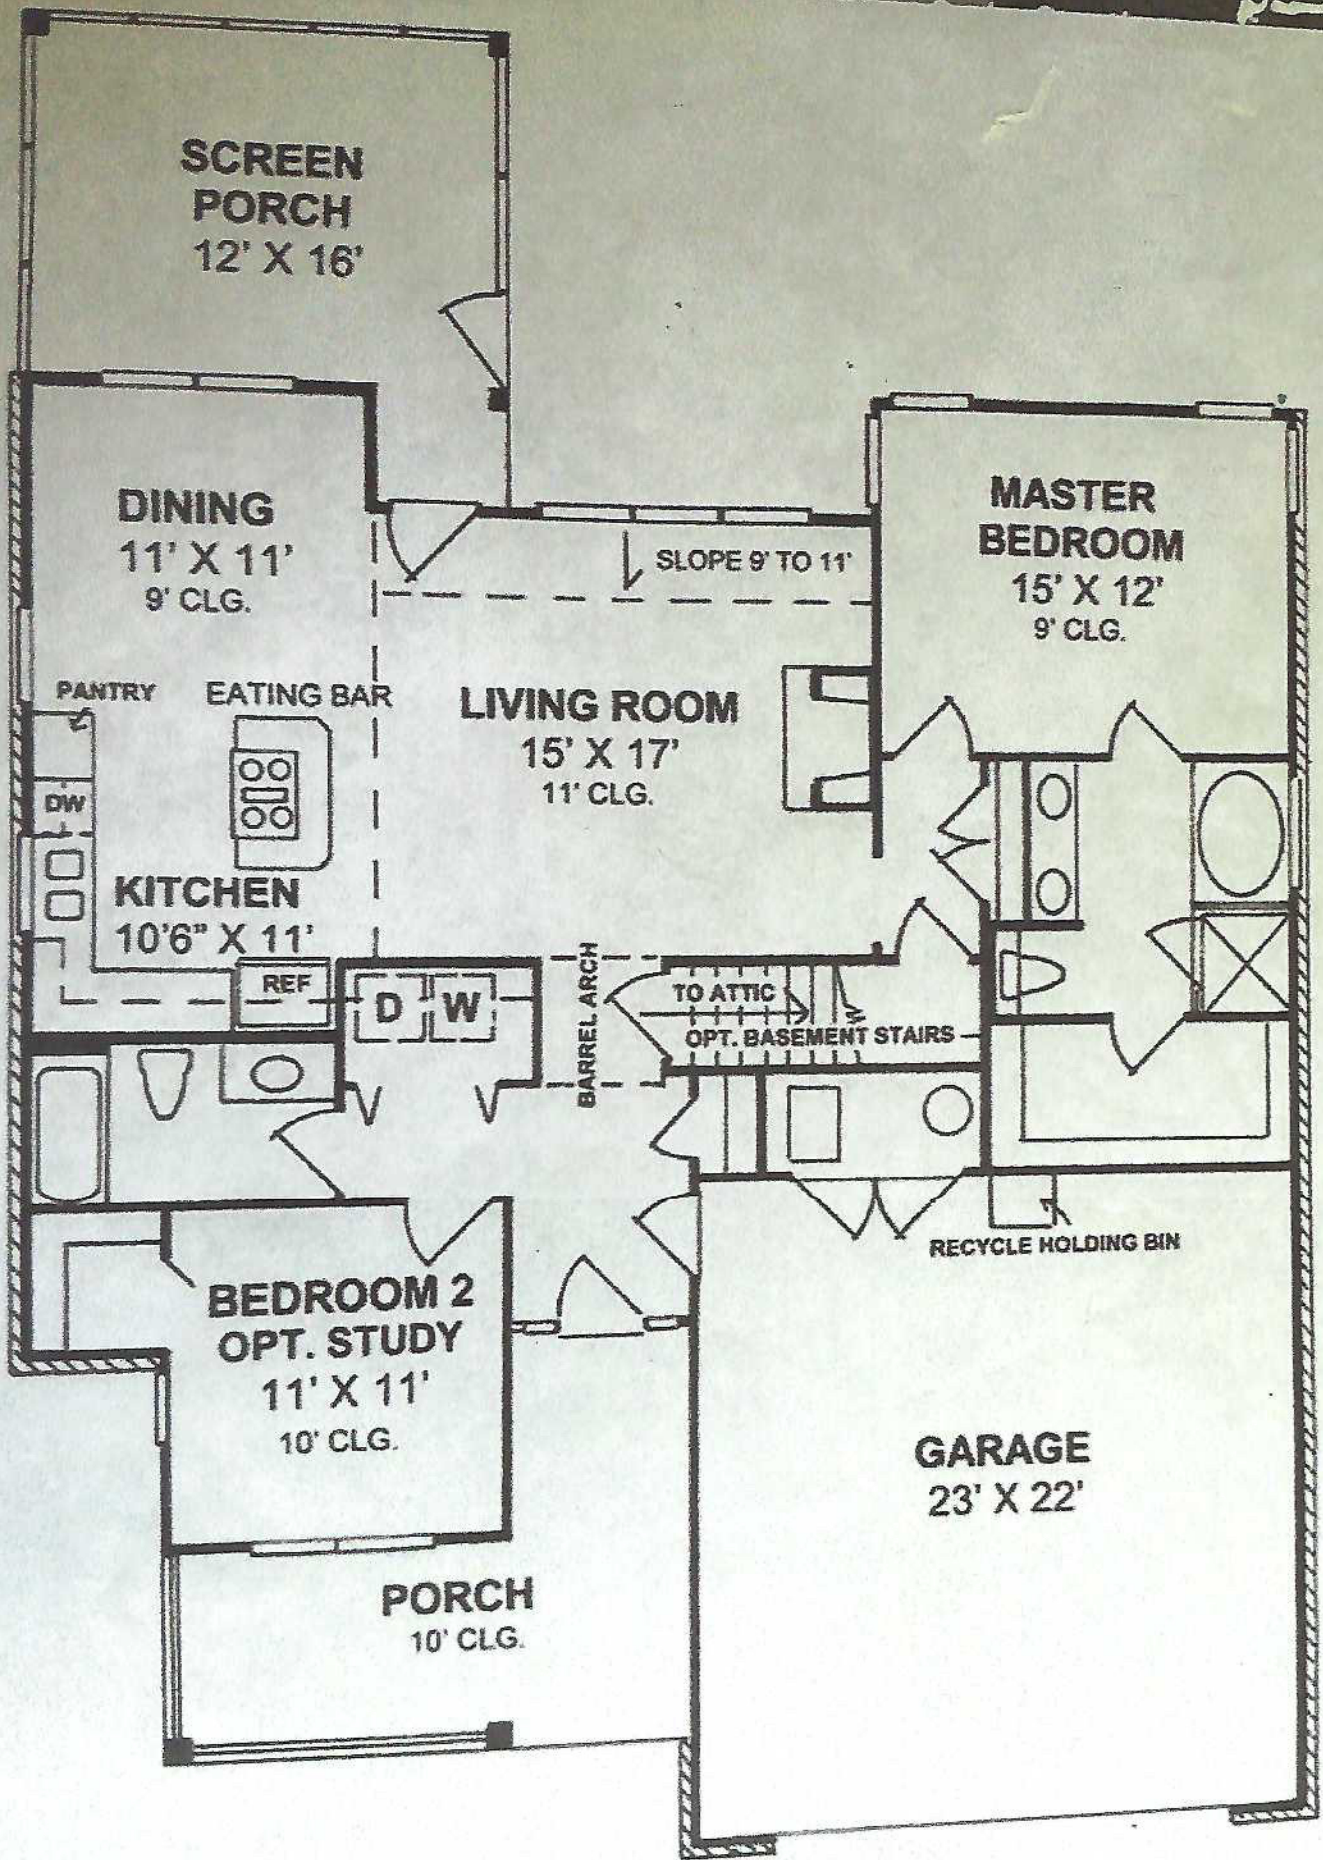 SCREEN
PORCH
12' X 16'
DINING
11' X 11'
9' CLG.
SLOPE 9' TO 11'
MASTER
BEDROOM
15' X 12'
9' CLG.
PANTRY
EATING BAR
LIVING ROOM
15' X 17'
11' CLG.
DW
KITCHEN
10'6" X 11'
REF
D
W
BARREL ARCH
TO ATTIC
OPT. BASEMENT STAIRS
RECYCLE HOLDING BIN
BEDROOM 2
OPT. STUDY
11' X 11'
10' CLG.
GARAGE
23' X 22'
PORCH
10' CLG.